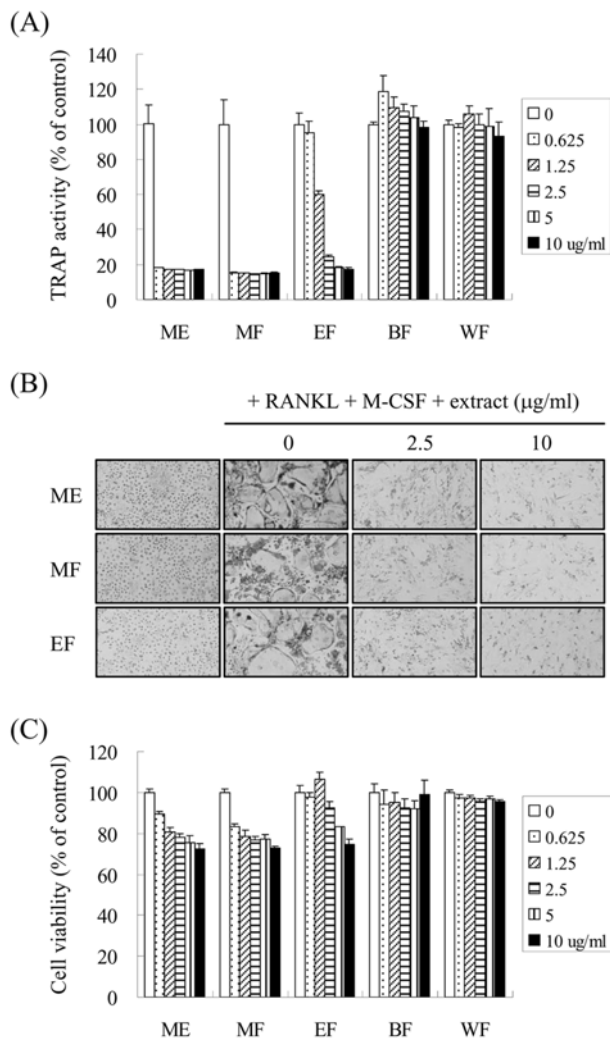 (A)
TRAP activity (% of control)
140
120
100
80
60
40
20
0
ME MF EF BF WF
0
0.625
1.25
2.5
5
10 ug/ml
(B)
+ RANKL + M-CSF + extract (μg/ml)
0 2.5 10
ME
MF
EF
(C)
Cell viability (% of control)
120
100
80
60
40
20
0
ME MF EF BF WF
0
0.625
1.25
2.5
5
10 ug/ml